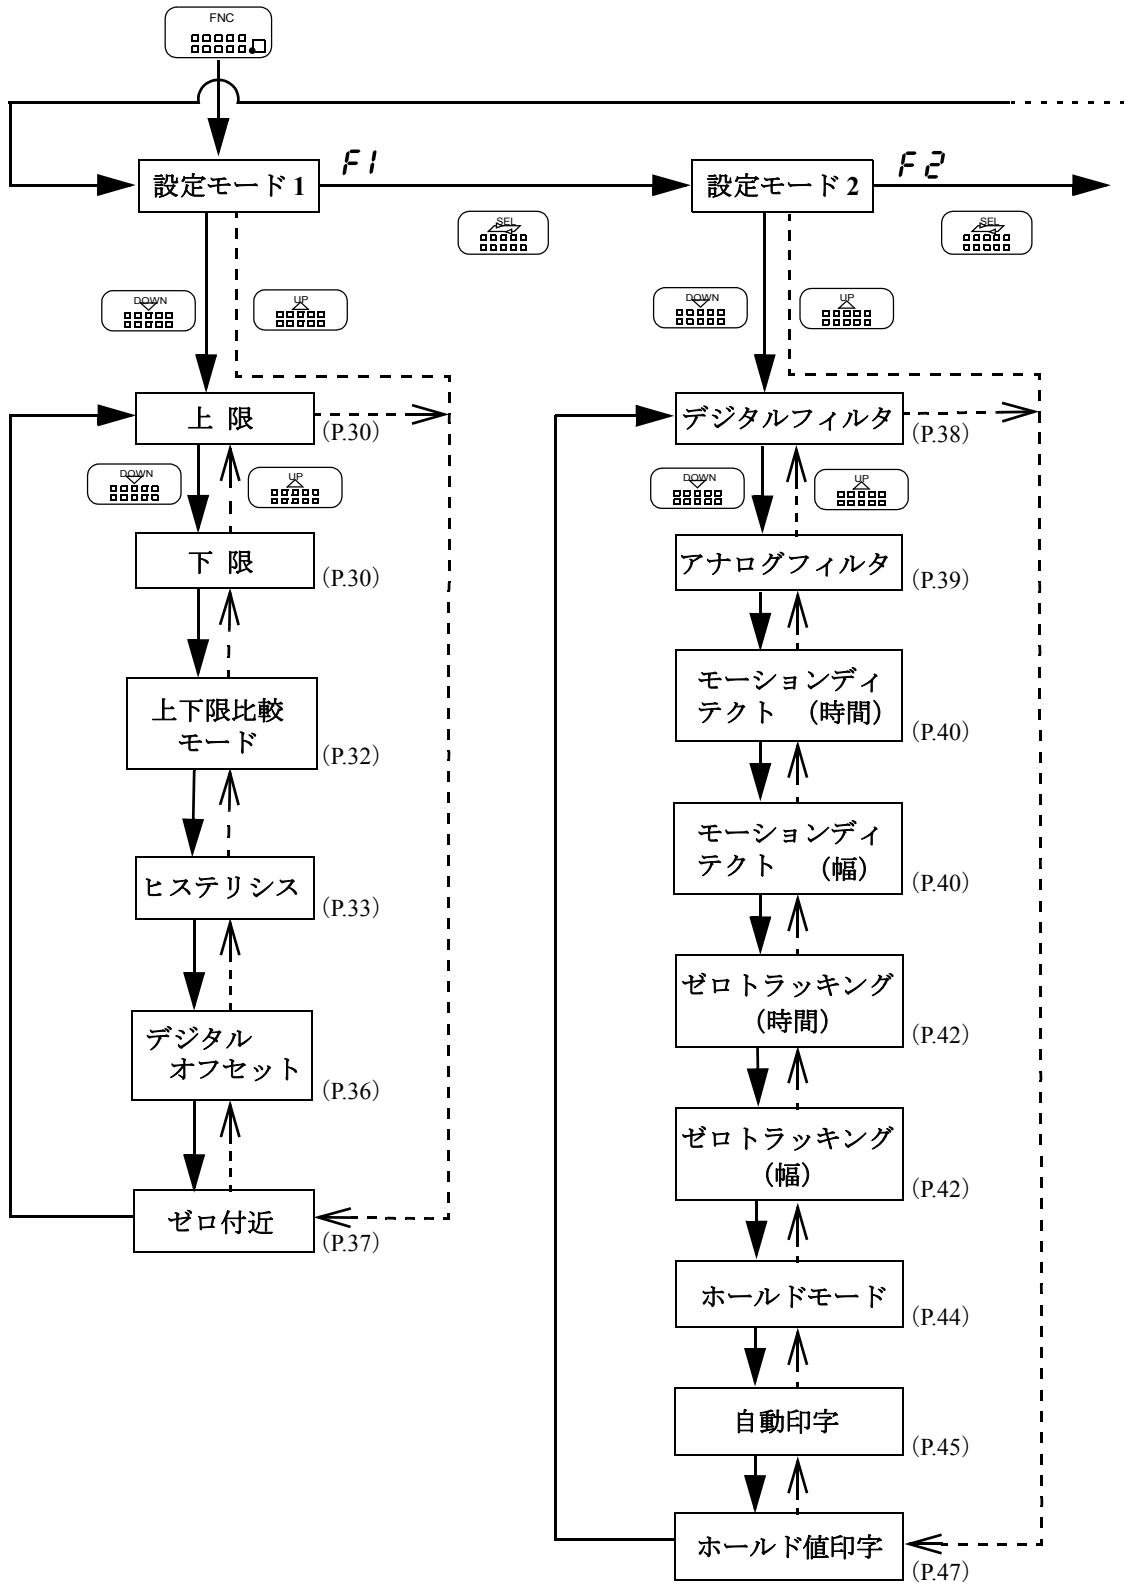 FNC
設定モード 1
F1
設定モード 2
F2
SEL
SEL
DOWN
UP
DOWN
UP
上 限
(P.30)
DOWN
UP
下 限
(P.30)
上下限比較
モード
(P.32)
ヒステリシス
(P.33)
デジタル
オフセット
(P.36)
ゼロ付近
(P.37)
デジタルフィルタ
(P.38)
DOWN
UP
アナログフィルタ
(P.39)
モーションディ
テクト (時間)
(P.40)
モーションディ
テクト (幅)
(P.40)
ゼロトラッキング
(時間)
(P.42)
ゼロトラッキング
(幅)
(P.42)
ホールドモード
(P.44)
自動印字
(P.45)
ホールド値印字
(P.47)